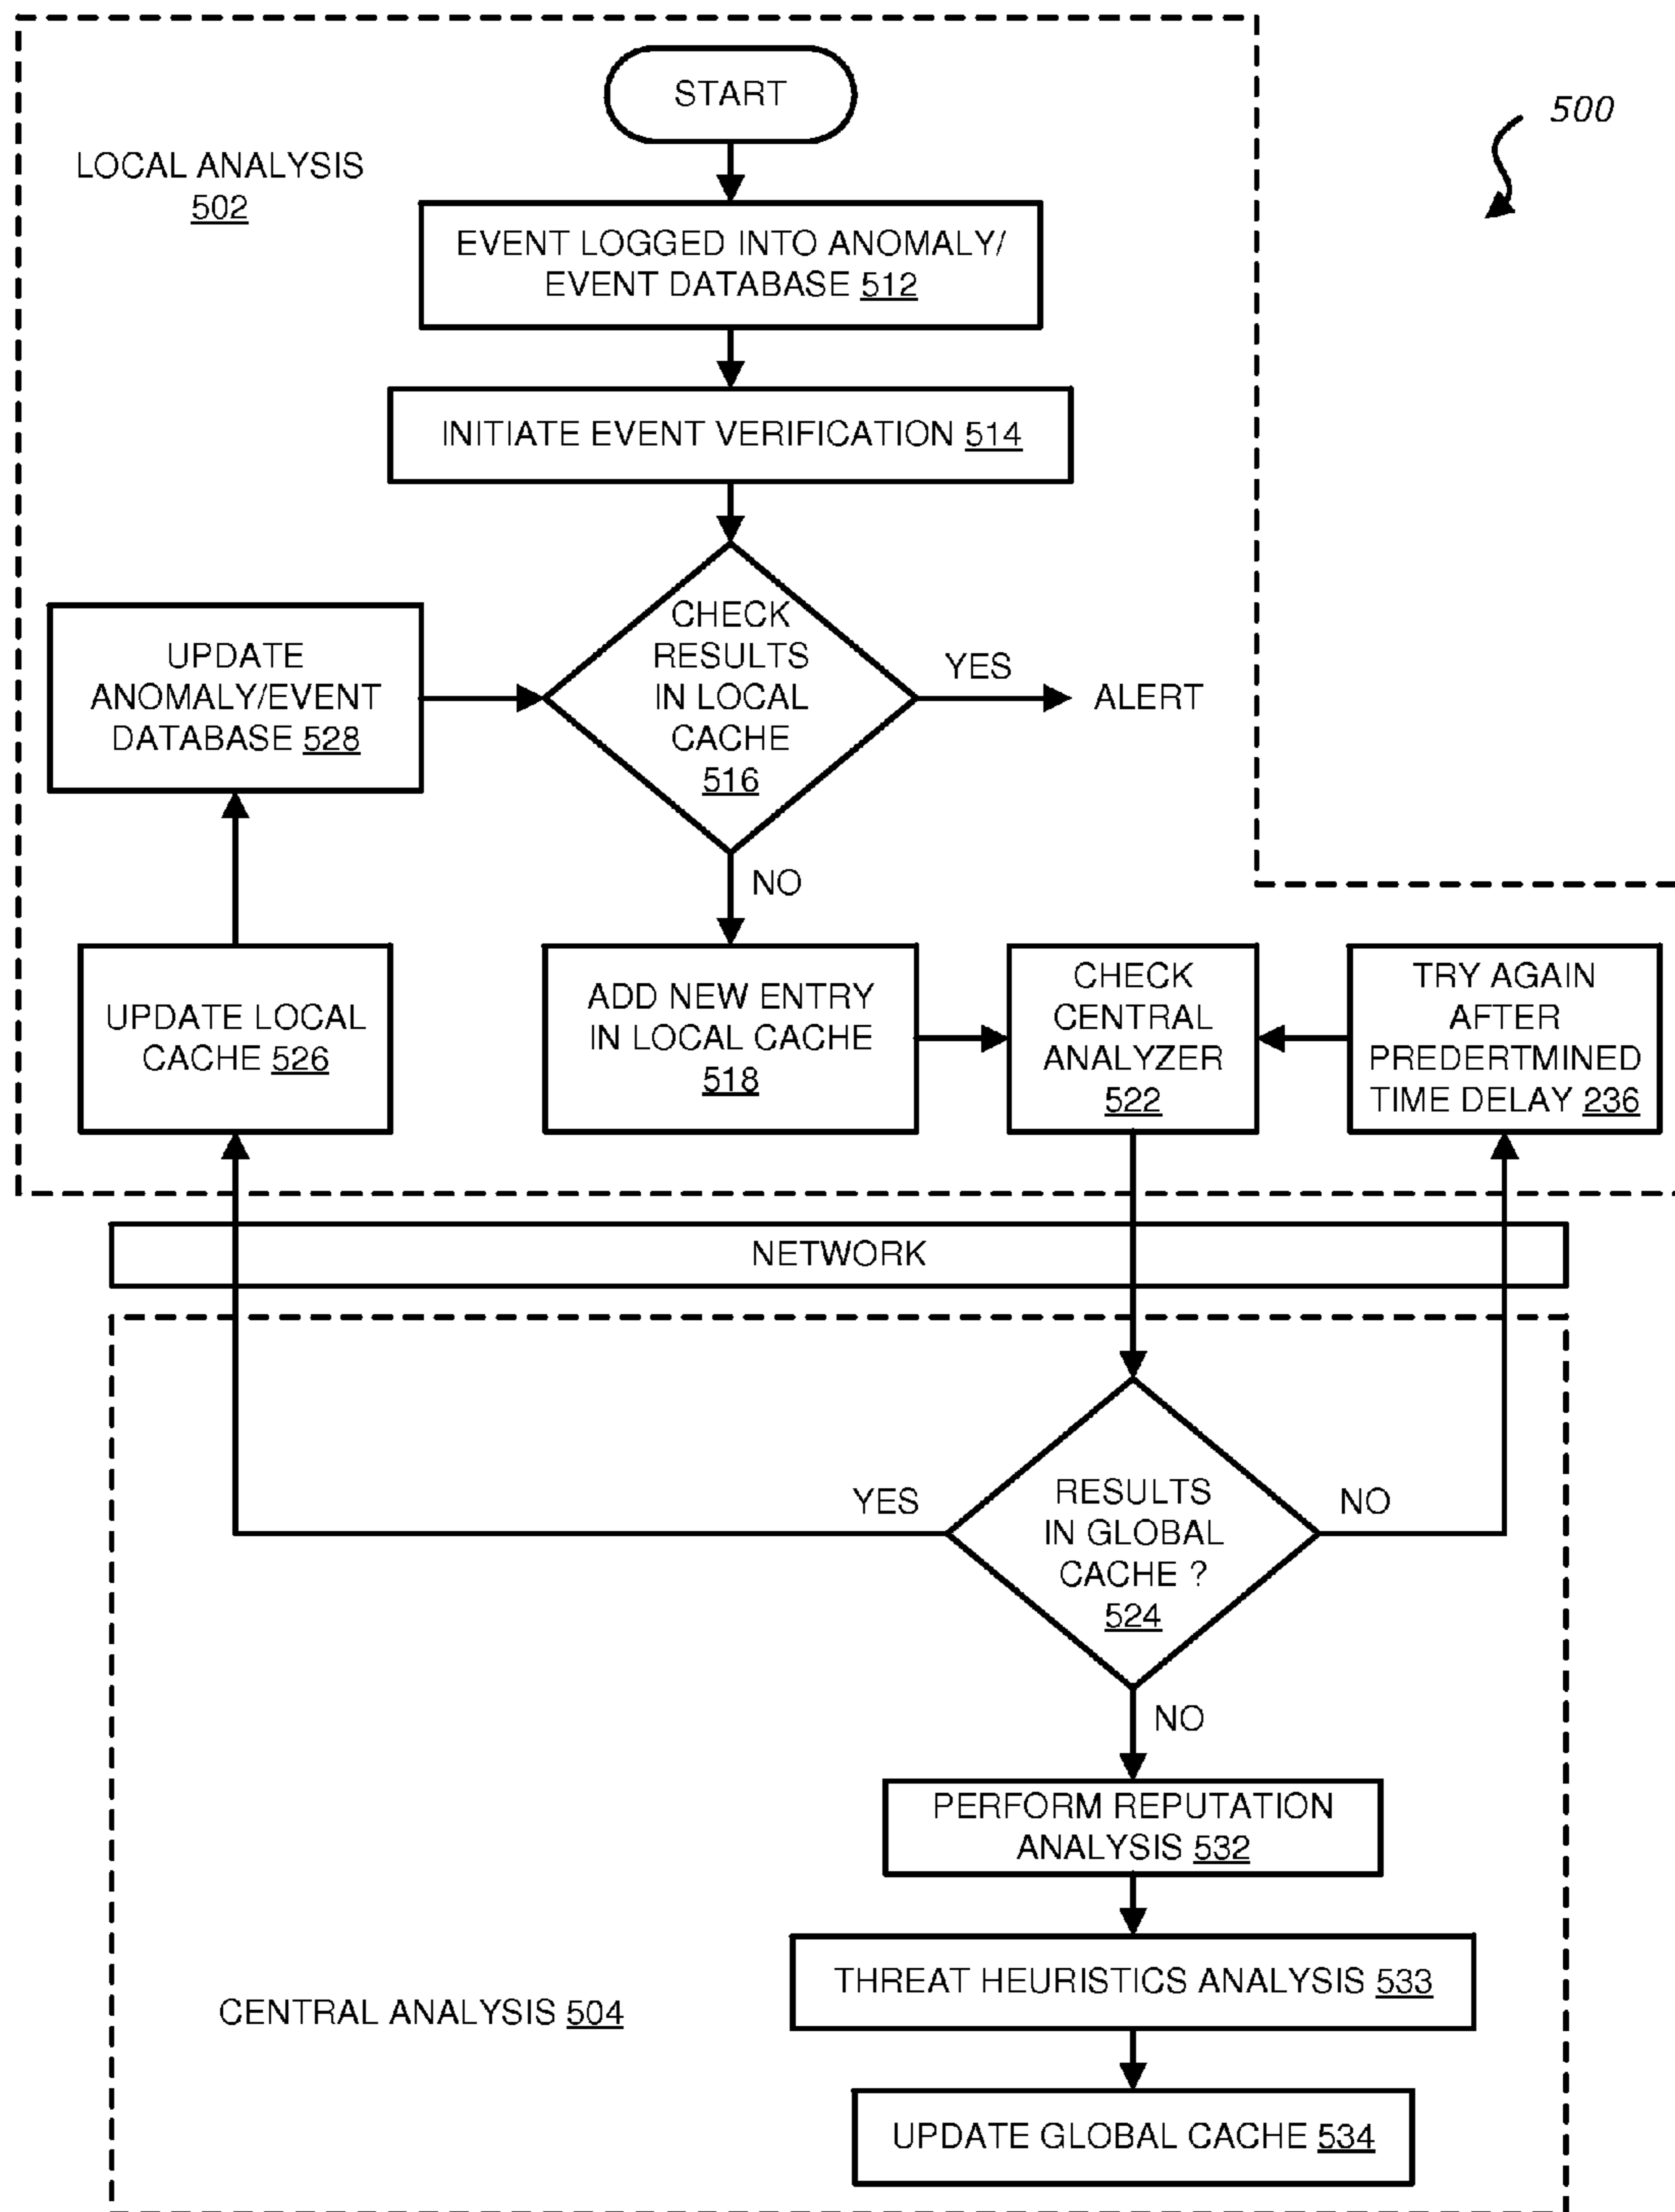 START
500
LOCAL ANALYSIS
502
EVENT LOGGED INTO ANOMALY/
EVENT DATABASE 512
INITIATE EVENT VERIFICATION 514
CHECK
RESULTS
IN LOCAL
CACHE
516
UPDATE
ANOMALY/EVENT
DATABASE 528
YES
ALERT
NO
UPDATE LOCAL
CACHE 526
ADD NEW ENTRY
IN LOCAL CACHE
518
CHECK
CENTRAL
ANALYZER
522
TRY AGAIN
AFTER
PREDERTMINED
TIME DELAY 236
NETWORK
YES
RESULTS
IN GLOBAL
CACHE ?
524
NO
NO
PERFORM REPUTATION
ANALYSIS 532
THREAT HEURISTICS ANALYSIS 533
CENTRAL ANALYSIS 504
UPDATE GLOBAL CACHE 534